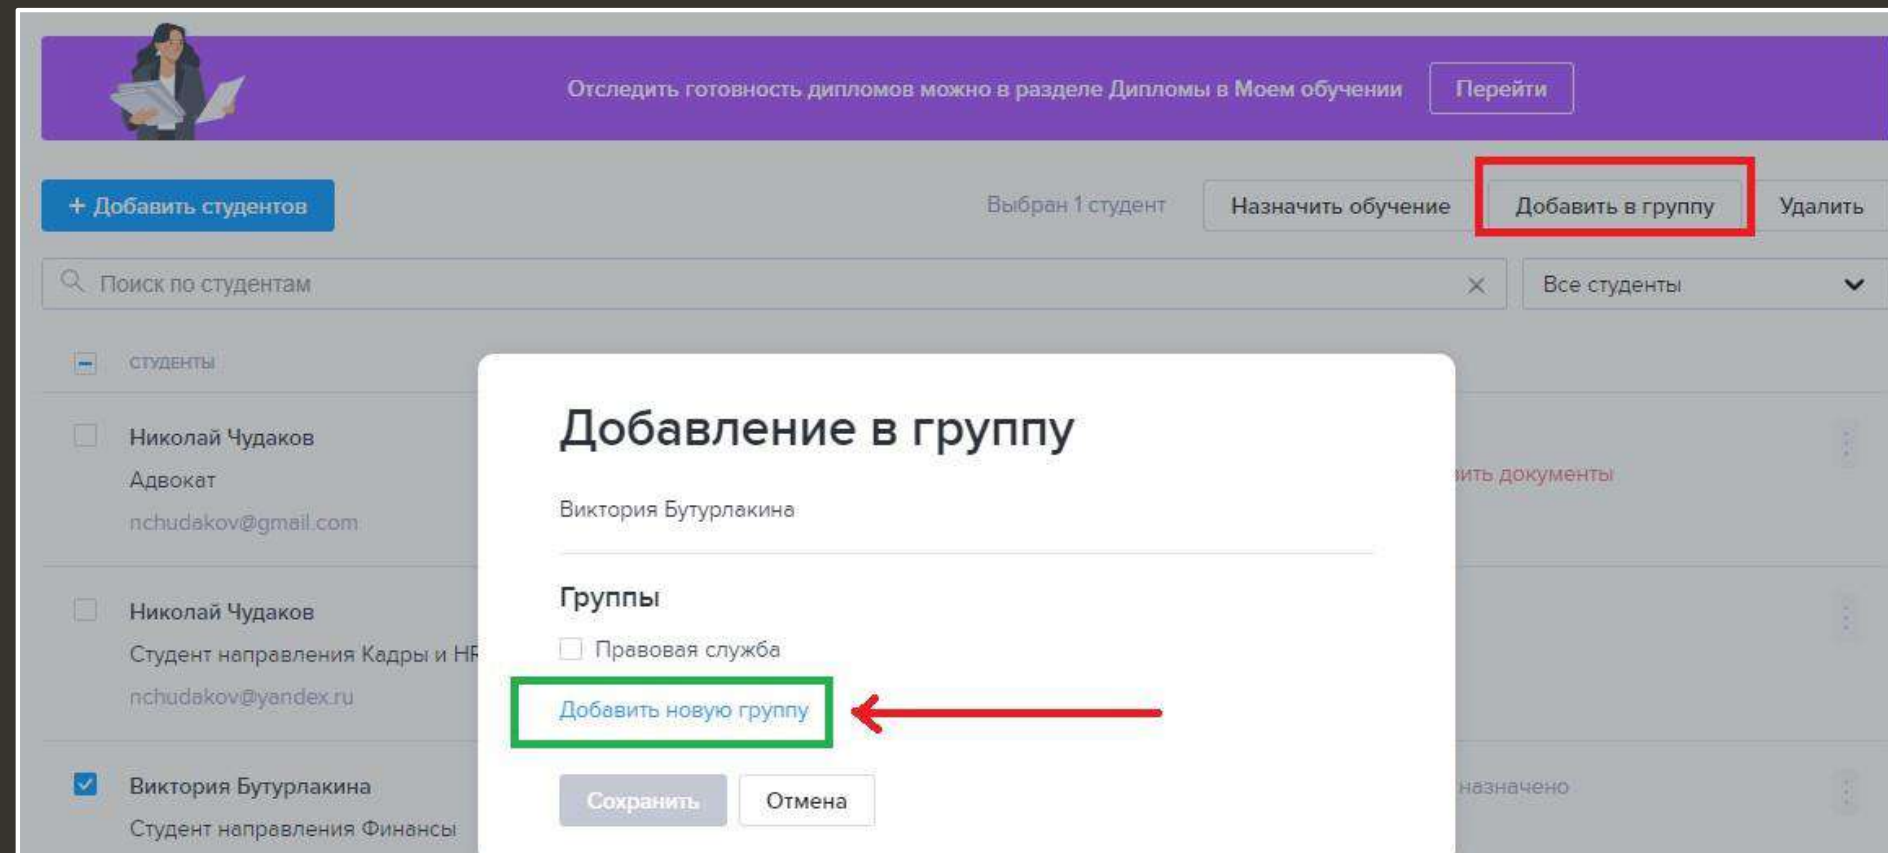 Отследить готовность дипломов можно в разделе Дипломы в Моем обучении
Перейти
+ Добавить студентов
Выбран 1 студент
Назначить обучение
Добавить в группу
Удалить
Поиск по студентам
Все студенты
СТУДЕНТЫ
Николай Чудаков
Адвокат
nchudakov@gmail.com
документы
Николай Чудаков
Студент направления Кадры и HR
nchudakov@yandex.ru
Виктория Бутурлакина
Студент направления Финансы
назначено
Добавление в группу
Виктория Бутурлакина
Группы
Правовая служба
Добавить новую группу
Сохранить
Отмена